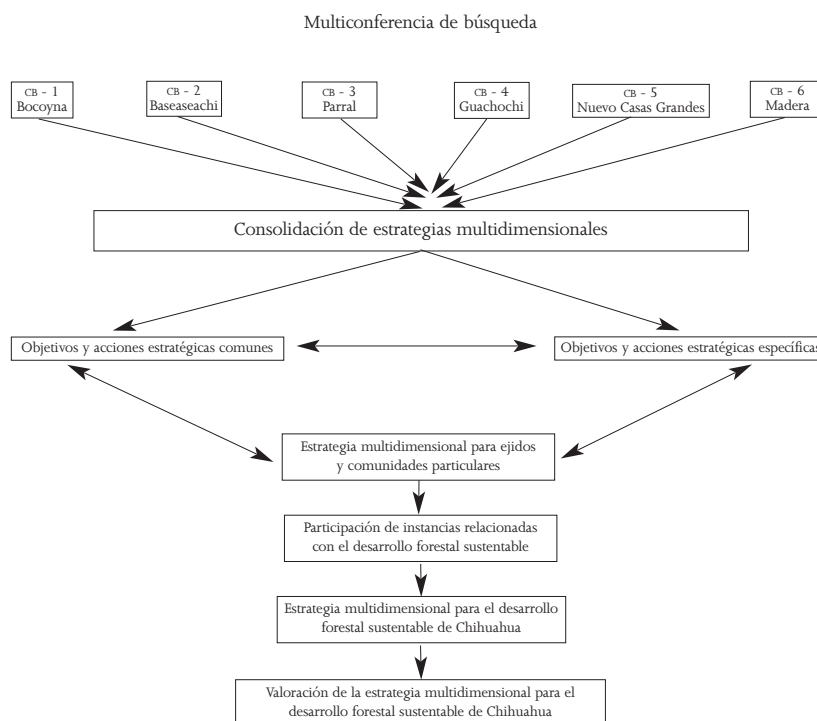 Multiconferencia de búsqueda
CB - 1
Bocoyna
CB - 2
Baseaseachi
CB - 3
Parral
CB - 4
Guachochi
CB - 5
Nuevo Casas Grandes
CB - 6
Madera
Consolidación de estrategias multidimensionales
Objetivos y acciones estratégicas comunes
Objetivos y acciones estratégicas específicas
Estrategia multidimensional para ejidos
y comunidades particulares
Participación de instancias relacionadas
con el desarrollo forestal sustentable
Estrategia multidimensional para el desarrollo
forestal sustentable de Chihuahua
Valoración de la estrategia multidimensional para el
desarrollo forestal sustentable de Chihuahua